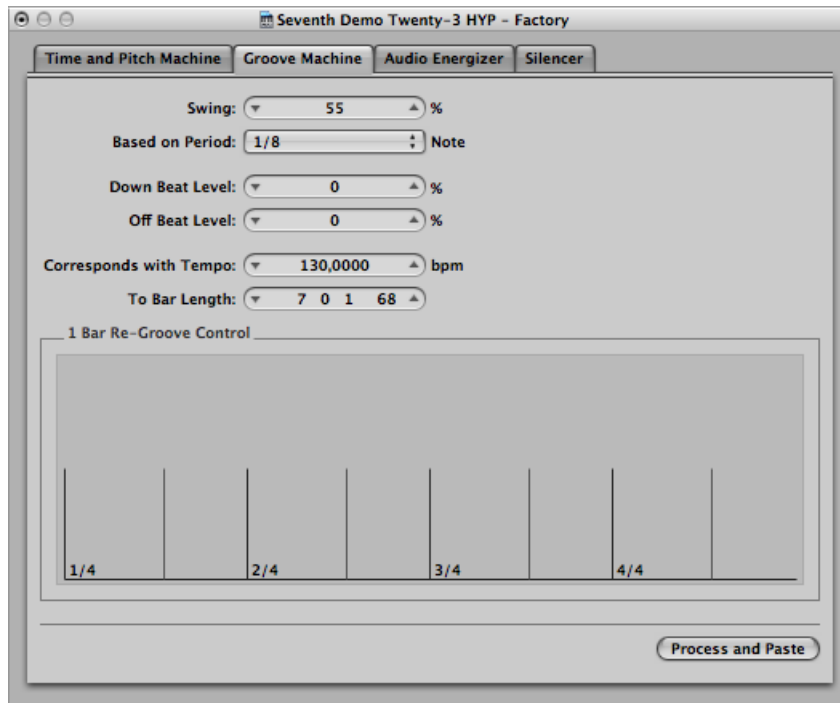 Seventh Demo Twenty-3 HYP - Factory
Time and Pitch Machine Groove Machine Audio Energizer Silencer
Swing: 55 %
Based on Period: 1/8 Note
Down Beat Level: 0 %
Off Beat Level: 0 %
Corresponds with Tempo: 130,0000 bpm
To Bar Length: 7 0 1 68
1 Bar Re-Groove Control
1/4 2/4 3/4 4/4
Process and Paste